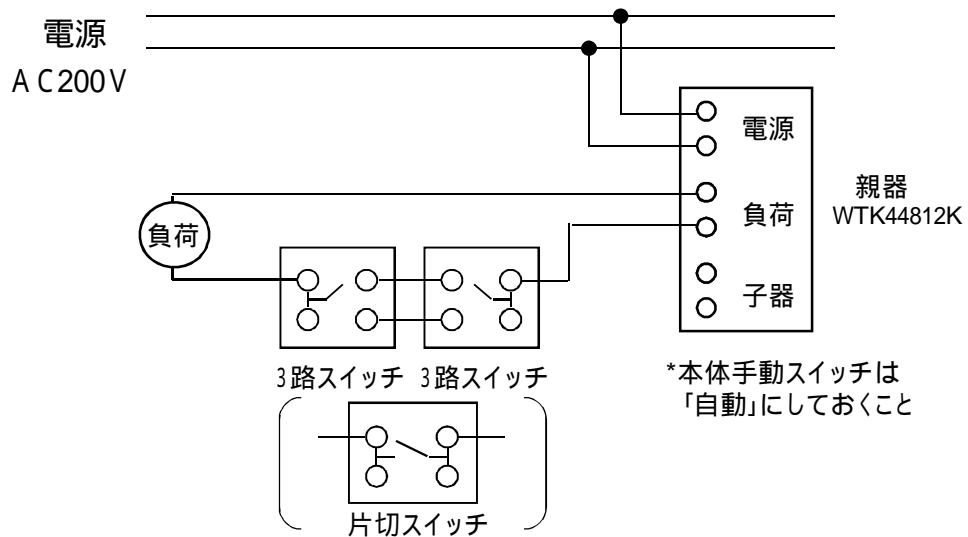 電源
AC200V
電源
負荷
子器
親器
WTK44812K
負荷
3路スイッチ 3路スイッチ
*本体手動スイッチは
「自動」にしておくこと
片切スイッチ